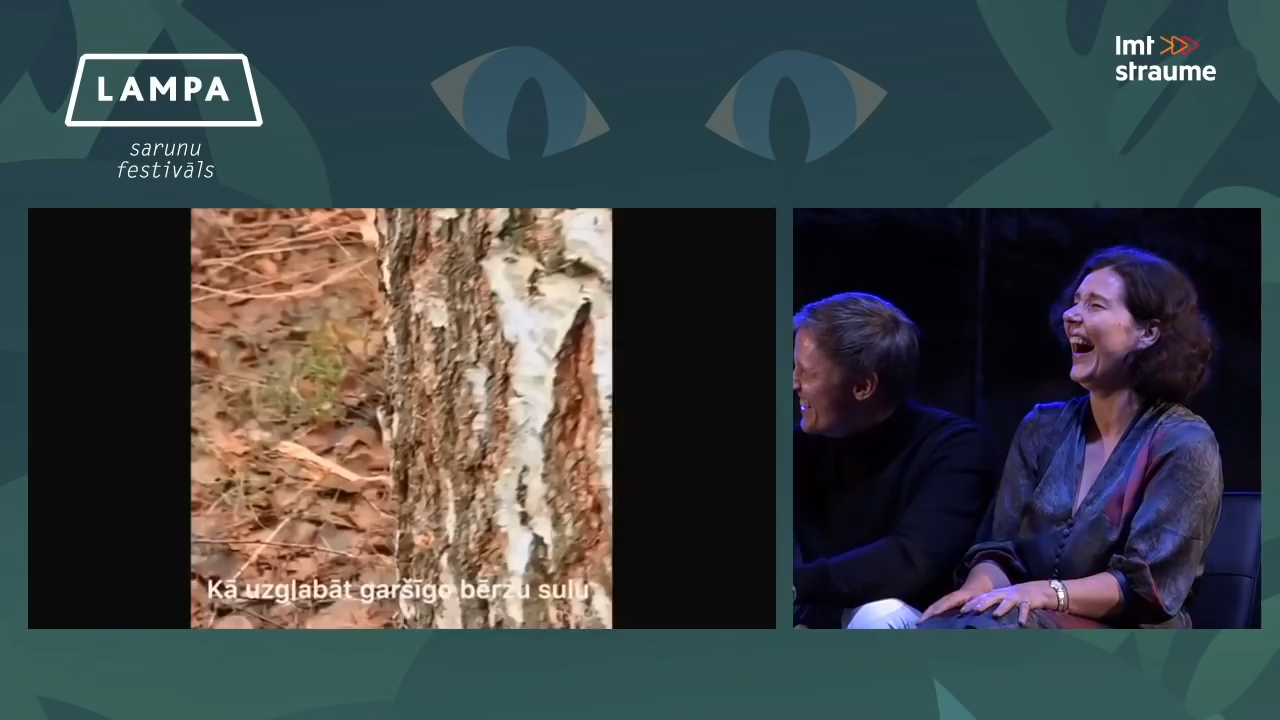 LAMPA
sarunu
festivāls
lmt
straume
Kā uzglabāt garšīgo bērzu sulu